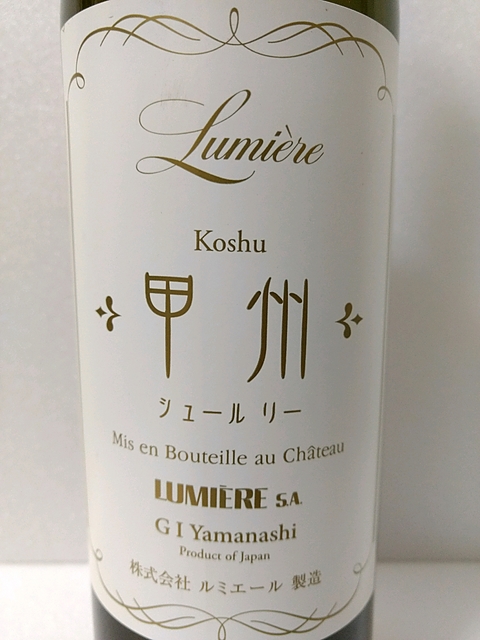 Lumière
Koshu
甲州
シュール リー
Mis en Bouteille au Château
LUMIÈRE S.A.
G I Yamanashi
Product of Japan
株式会社 ルミエール 製造